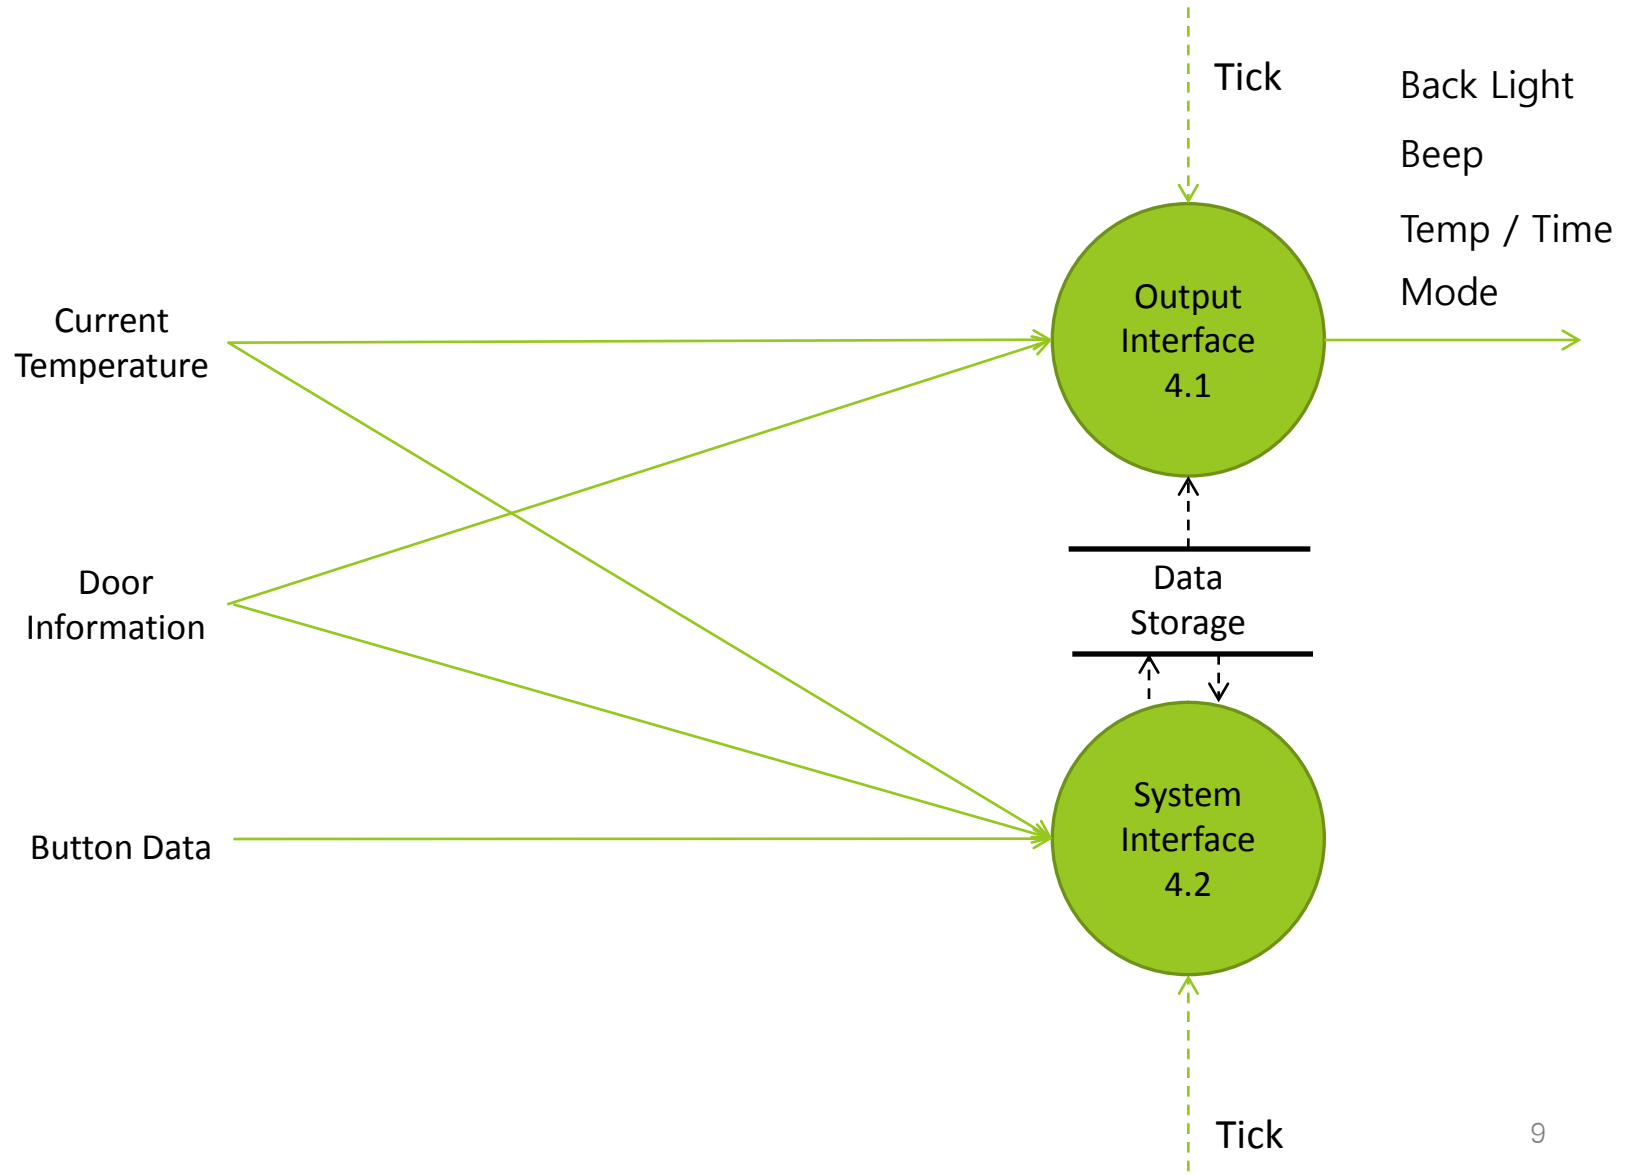 Tick
Back Light
Beep
Temp / Time
Mode
Output
Interface
4.1
Current
Temperature
Data
Storage
Door
Information
System
Interface
4.2
Button Data
Tick
9